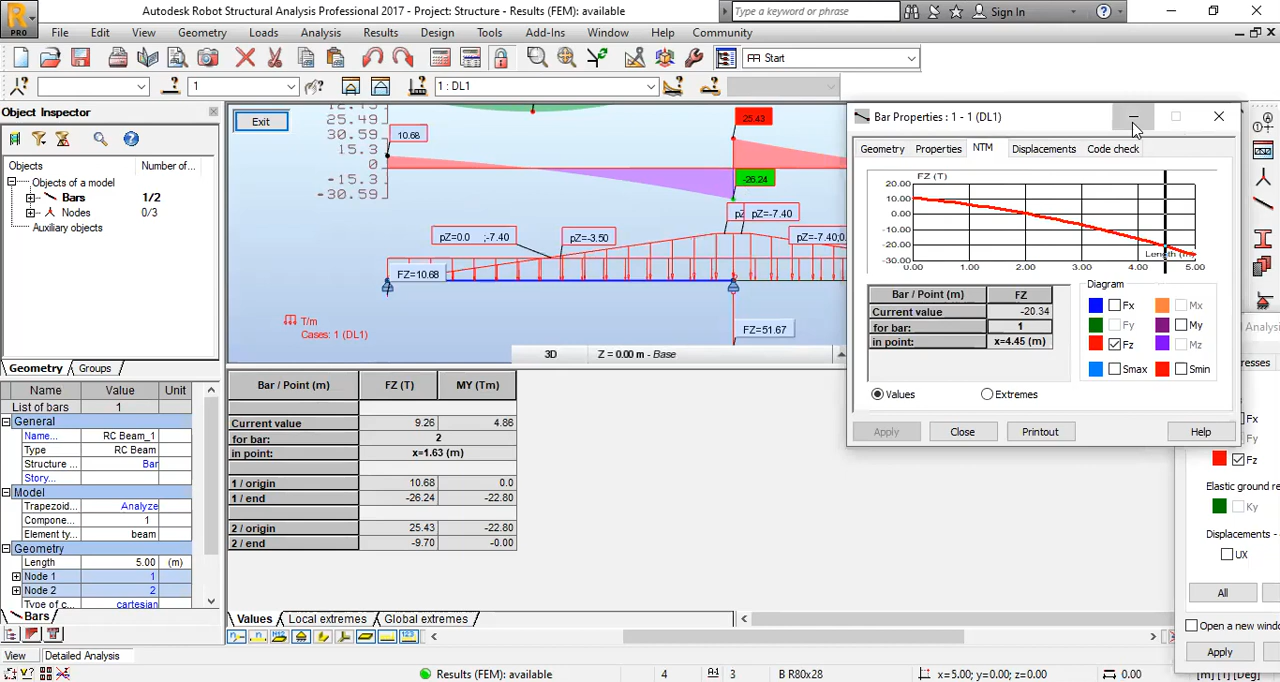 Autodesk Robot Structural Analysis Professional 2017 - Project: Structure - Results (FEM): available
Type a keyword or phrase
Sign In
PRO
File Edit View Geometry Loads Analysis Results Design Tools Add-Ins Window Help Community
Start
1
1 : DL1
Object Inspector
Objects Number of...
Objects of a model
Bars 1/2
Nodes 0/3
Auxiliary objects
Geometry Groups
Name Value Unit
List of bars 1
General
Name... RC Beam_1
Type RC Beam
Structure ... Bar
Story...
Model
Trapezoid... Analyze
Compone... 1
Element ty... beam
Geometry
Length 5.00 (m)
Node 1 1
Node 2 2
Type of c... cartesian
Bars
View Detailed Analysis
Exit
12.43
25.49
30.59
15.3
0
-15.3
-30.59
10.68
25.43
-26.24
pZ=0.0 ;-7.40
pZ=-3.50
pZ=-7.40
FZ=10.68
FZ=51.67
T/m
Cases: 1 (DL1)
3D Z = 0.00 m - Base
Bar / Point (m) FZ (T) MY (Tm)
Current value 9.26 4.86
for bar: 2
in point: x=1.63 (m)
1 / origin 10.68 0.0
1 / end -26.24 -22.80
2 / origin 25.43 -22.80
2 / end -9.70 -0.00
Values Local extremes Global extremes
Bar Properties : 1 - 1 (DL1)
Geometry Properties NTM Displacements Code check
FZ (T)
20.00
10.00
0.00
-10.00
-20.00
-30.00
0.00 1.00 2.00 3.00 4.00 5.00
Bar / Point (m) FZ
Current value -20.34
for bar: 1
in point: x=4.45 (m)
Diagram
Fx Mx
Fy My
Fz Mz
Smax Smin
Values Extremes
Apply Close Printout Help
Fx
Fy
Fz
Elastic ground re
Ky
Displacements -
UX
All
Open a new windo
Apply
Results (FEM): available 4 3 B R80x28 x=5.00; y=0.00; z=0.00 0.00 [m] [T] [Deg]